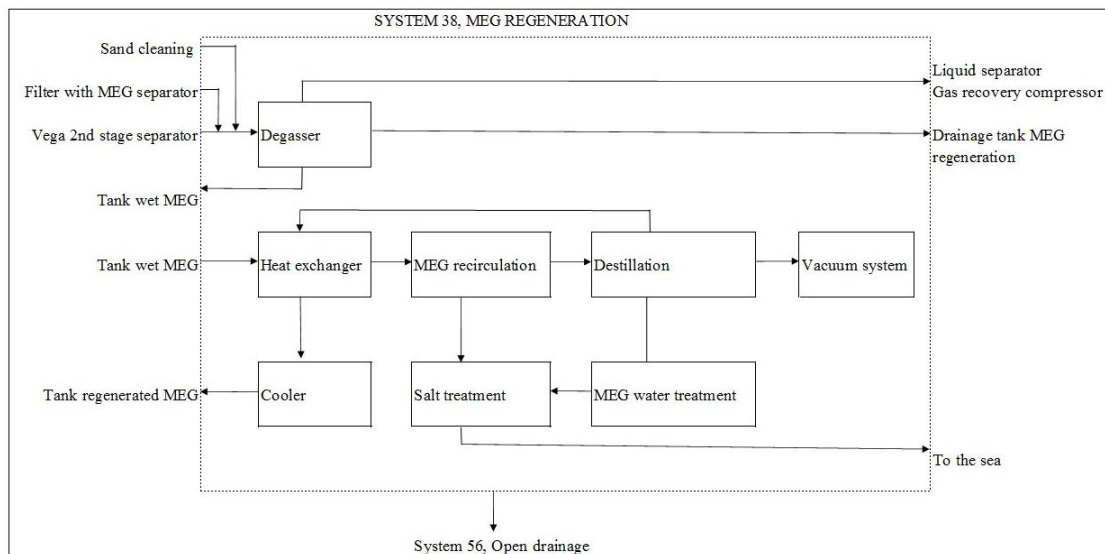 SYSTEM 38, MEG REGENERATION
Sand cleaning
Filter with MEG separator
Vega 2nd stage separator
Degasser
Liquid separator
Gas recovery compressor
Drainage tank MEG
regeneration
Tank wet MEG
Tank wet MEG
Heat exchanger
MEG recirculation
Destillation
Vacuum system
Tank regenerated MEG
Cooler
Salt treatment
MEG water treatment
To the sea
System 56, Open drainage